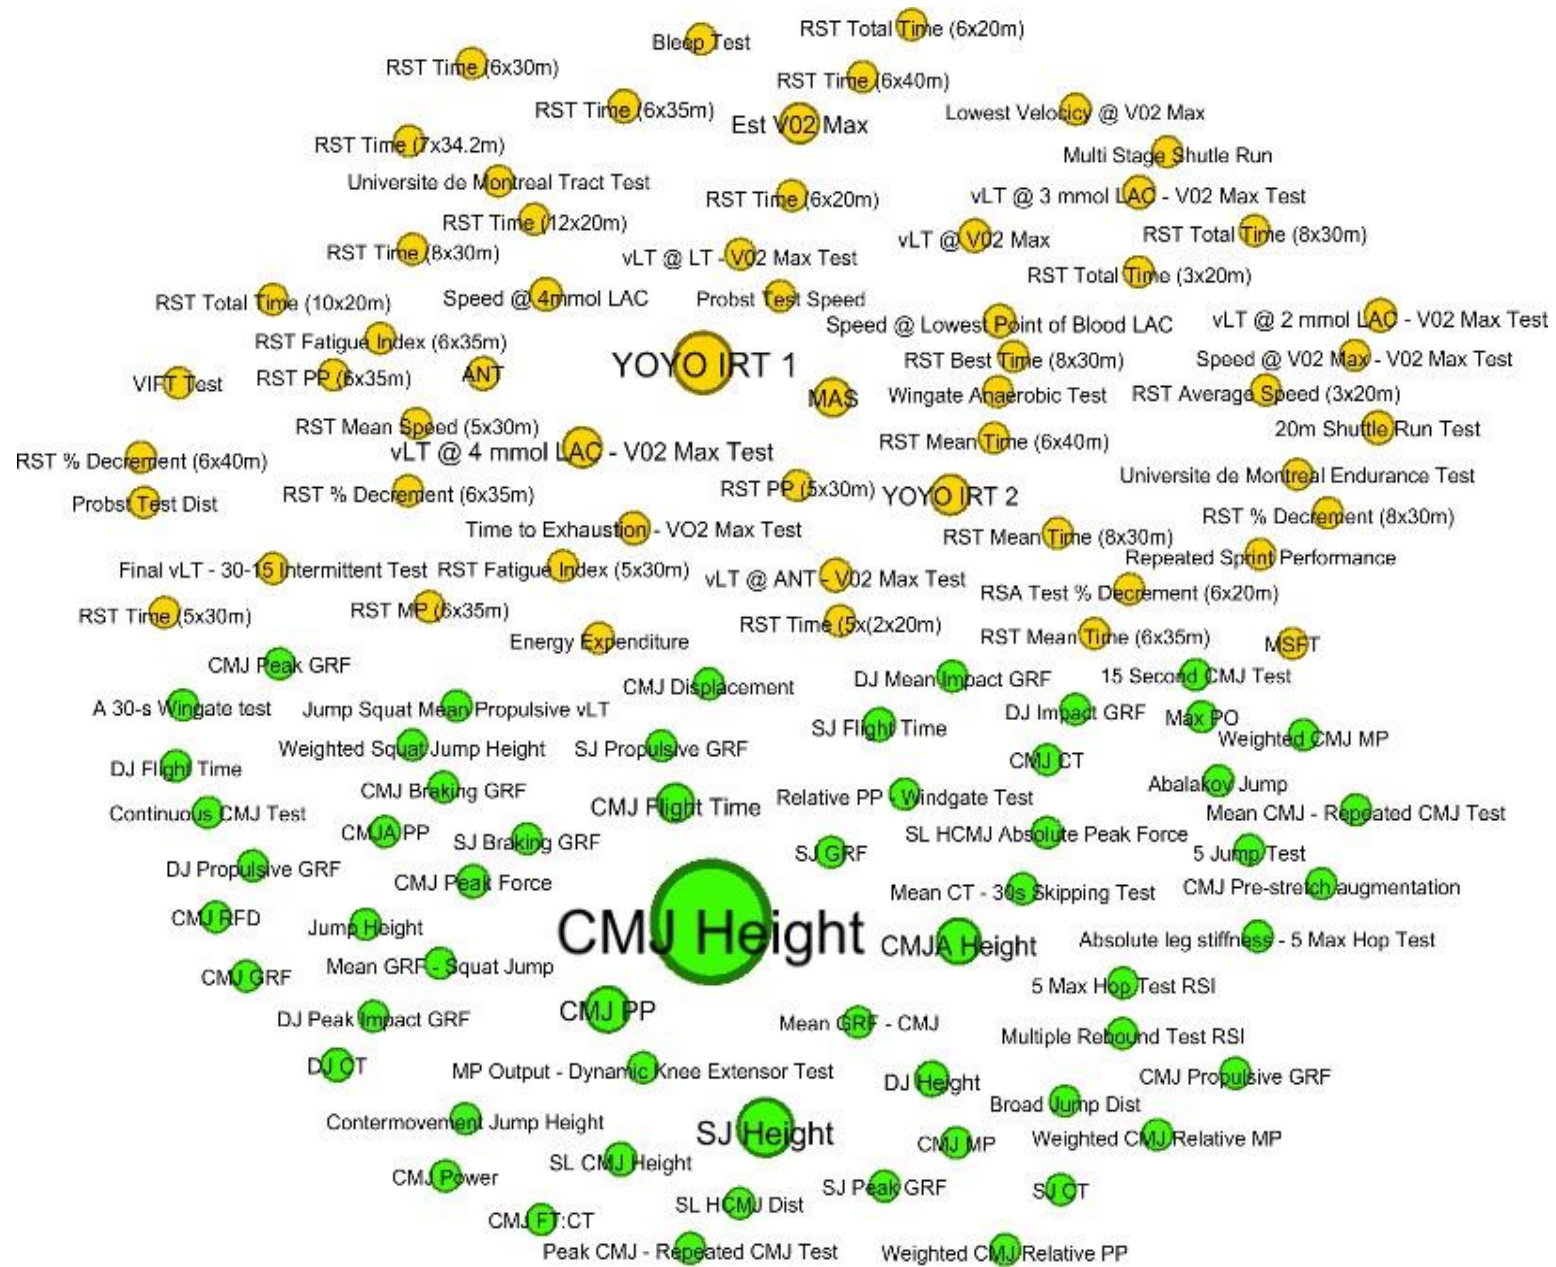 RST Total Time (6x20m)
Bleep Test
RST Time (6x30m)
RST Time (6x40m)
RST Time (6x35m)
Lowest Velocicy @ V02 Max
Est V02 Max
RST Time (7x34.2m)
Multi Stage Shutle Run
Universite de Montreal Tract Test
vLT @ 3 mmol LAC - V02 Max Test
RST Time (6x20m)
RST Time (12x20m)
RST Total Time (8x30m)
vLT @ V02 Max
RST Time (8x30m)
vLT @ LT - V02 Max Test
RST Total Time (3x20m)
RST Total Time (10x20m)
Speed @ 4mmol LAC
Probst Test Speed
Speed @ Lowest Point of Blood LAC
vLT @ 2 mmol LAC - V02 Max Test
RST Fatigue Index (6x35m)
YOYO IRT 1
RST Best Time (8x30m)
Speed @ V02 Max - V02 Max Test
VIFT Test
RST PP (6x35m)
ANT
MAS
Wingate Anaerobic Test
RST Average Speed (3x20m)
RST Mean Speed (5x30m)
RST Mean Time (6x40m)
20m Shuttle Run Test
vLT @ 4 mmol LAC - V02 Max Test
RST % Decrement (6x40m)
Universite de Montreal Endurance Test
RST PP (5x30m)
YOYO IRT 2
RST % Decrement (6x35m)
Probst Test Dist
RST % Decrement (8x30m)
Time to Exhaustion - VO2 Max Test
RST Mean Time (8x30m)
Repeated Sprint Performance
Final vLT - 30-15 Intermittent Test
RST Fatigue Index (5x30m)
vLT @ ANT - V02 Max Test
RSA Test % Decrement (6x20m)
RST Time (5x30m)
RST MP (6x35m)
RST Time (5x(2x20m)
RST Mean Time (6x35m)
Energy Expenditure
MSFT
CMJ Peak GRF
15 Second CMJ Test
CMJ Displacement
DJ Mean Impact GRF
A 30-s Wingate test
Jump Squat Mean Propulsive vLT
DJ Impact GRF
Max PO
SJ Flight Time
Weighted CMJ MP
Weighted Squat Jump Height
SJ Propulsive GRF
CMJ CT
DJ Flight Time
Abalakov Jump
CMJ Braking GRF
Relative PP - Windgate Test
CMJ Flight Time
Continuous CMJ Test
Mean CMJ - Repeated CMJ Test
CMJA PP
SJ Braking GRF
SL HCMJ Absolute Peak Force
SJ GRF
5 Jump Test
DJ Propulsive GRF
CMJ Peak Force
Mean CT - 30s Skipping Test
CMJ Pre-stretch augmentation
CMJ RFD
Jump Height
CMJ Height
CMJA Height
Absolute leg stiffness - 5 Max Hop Test
CMJ GRF
Mean GRF - Squat Jump
5 Max Hop Test RSI
CMJ PP
DJ Peak Impact GRF
Mean GRF - CMJ
Multiple Rebound Test RSI
DJ CT
MP Output - Dynamic Knee Extensor Test
DJ Height
CMJ Propulsive GRF
Broad Jump Dist
Contermovement Jump Height
SJ Height
CMJ MP
Weighted CMJ Relative MP
SL CMJ Height
CMJ Power
SJ Peak GRF
SJ CT
SL HCMJ Dist
CMJ FT:CT
Peak CMJ - Repeated CMJ Test
Weighted CMJ Relative PP